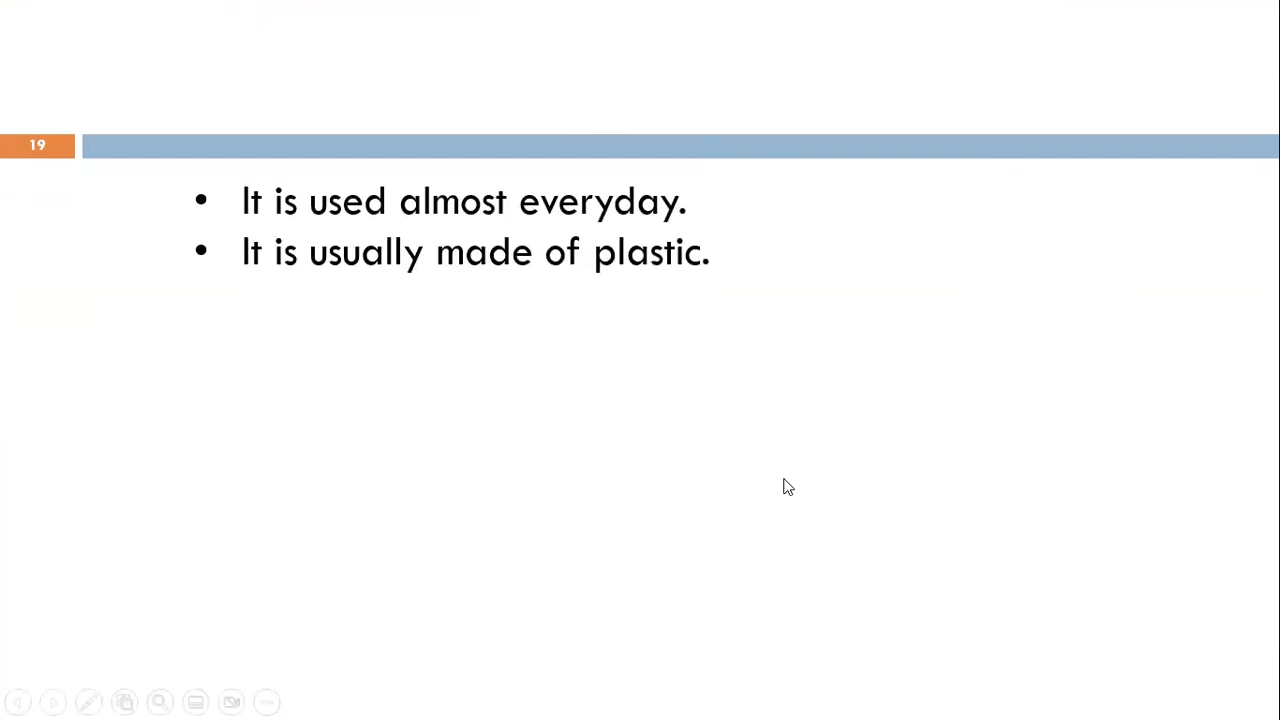 19
• It is used almost everyday.
• It is usually made of plastic.